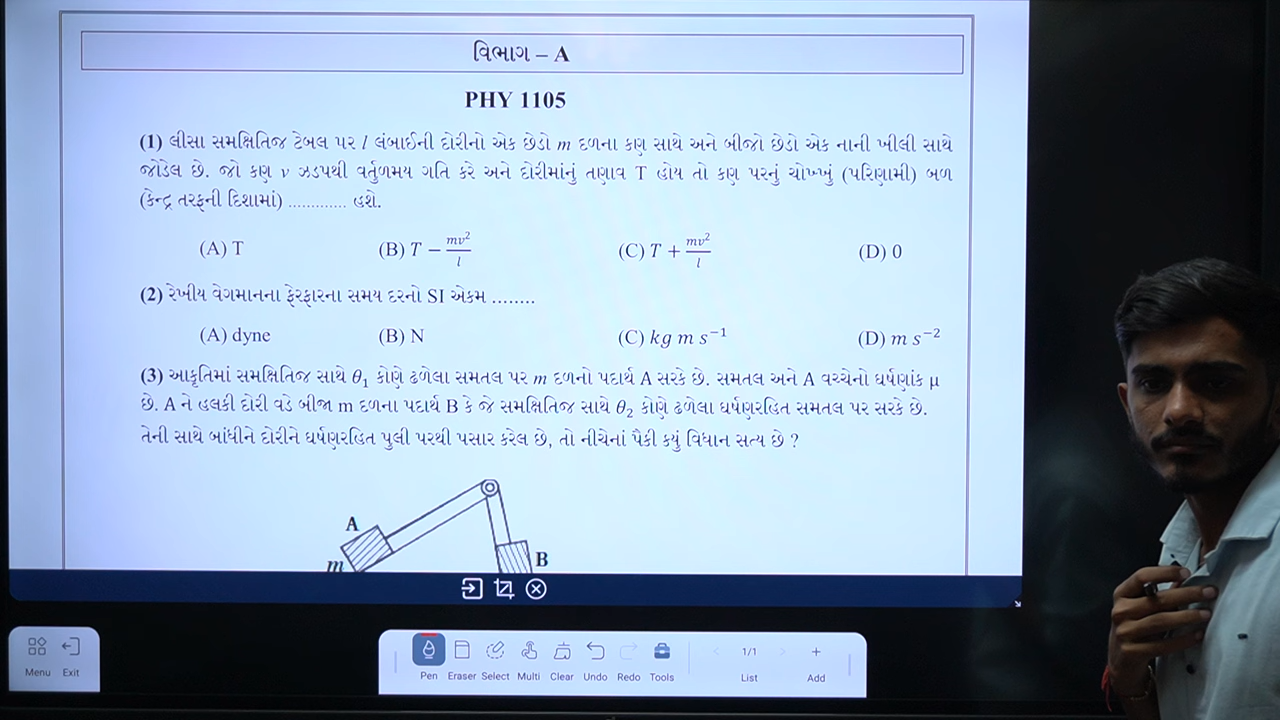 વિભાગ – A
PHY 1105
(1) લીસા સમક્ષિતિજ ટેબલ પર l લંબાઈની દોરીનો એક છેડો m દળના કણ સાથે અને બીજો છેડો એક નાની ખીલી સાથે
જોડેલ છે. જો કણ v ઝડપથી વર્તુળમય ગતિ કરે અને દોરીમાંનું તણાવ T હોય તો કણ પરનું ચોખ્ખું (પરિણામી) બળ
(કેન્દ્ર તરફની દિશામાં) ............. હશે.
(A) T (B) T − mv²/l (C) T + mv²/l (D) 0
(2) રેખીય વેગમાનના ફેરફારના સમય દરનો SI એકમ ........
(A) dyne (B) N (C) kg m s⁻¹ (D) m s⁻²
(3) આકૃતિમાં સમક્ષિતિજ સાથે θ₁ કોણે ઢળેલા સમતલ પર m દળનો પદાર્થ A સરકે છે. સમતલ અને A વચ્ચેનો ઘર્ષણાંક μ
છે. A ને હલકી દોરી વડે બીજા m દળના પદાર્થ B કે જે સમક્ષિતિજ સાથે θ₂ કોણે ઢળેલા ઘર્ષણરહિત સમતલ પર સરકે છે.
તેની સાથે બાંધીને દોરીને ઘર્ષણરહિત પુલી પરથી પસાર કરેલ છે, તો નીચેનાં પૈકી કયું વિધાન સત્ય છે ?
A
m
B
Menu Exit
Pen Eraser Select Multi Clear Undo Redo Tools < 1/1 > + List Add